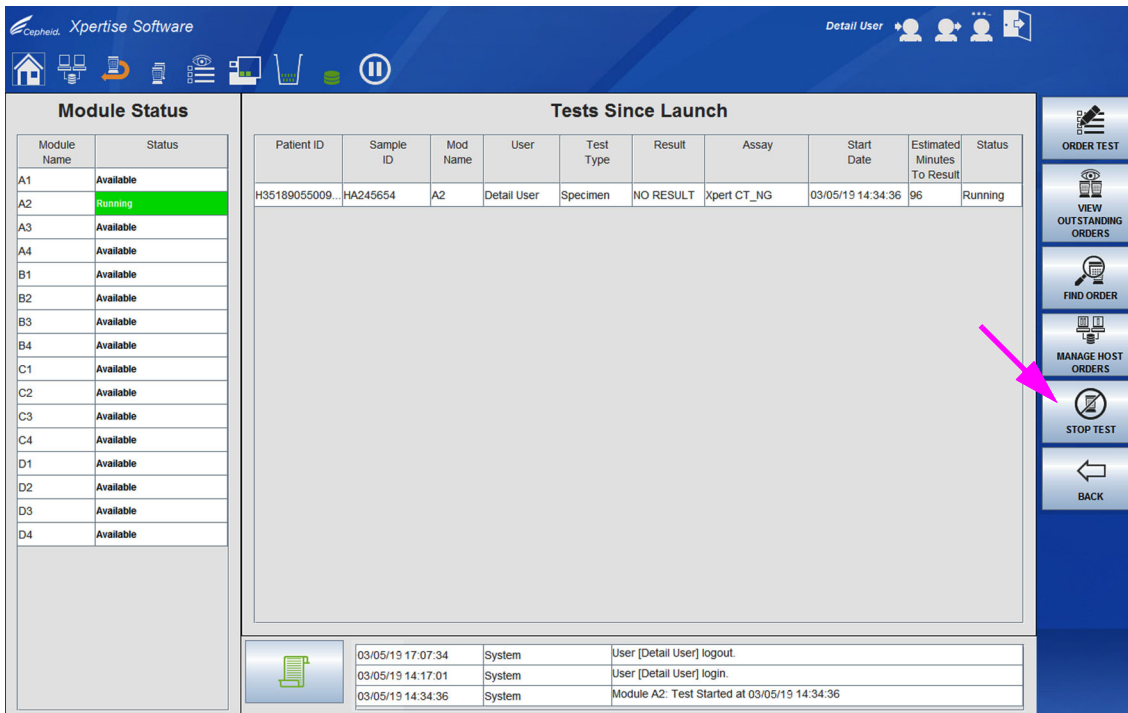 Cepheid. Xpertise Software
Detail User
Module Status
Module Name Status
A1 Available
A2 Running
A3 Available
A4 Available
B1 Available
B2 Available
B3 Available
B4 Available
C1 Available
C2 Available
C3 Available
C4 Available
D1 Available
D2 Available
D3 Available
D4 Available
Tests Since Launch
Patient ID Sample ID Mod Name User Test Type Result Assay Start Date Estimated Minutes To Result Status
H35189055009... HA245654 A2 Detail User Specimen NO RESULT Xpert CT_NG 03/05/19 14:34:36 96 Running
03/05/19 17:07:34 System User [Detail User] logout.
03/05/19 14:17:01 System User [Detail User] login.
03/05/19 14:34:36 System Module A2: Test Started at 03/05/19 14:34:36
ORDER TEST
VIEW
OUTSTANDING
ORDERS
FIND ORDER
MANAGE HOST
ORDERS
STOP TEST
BACK